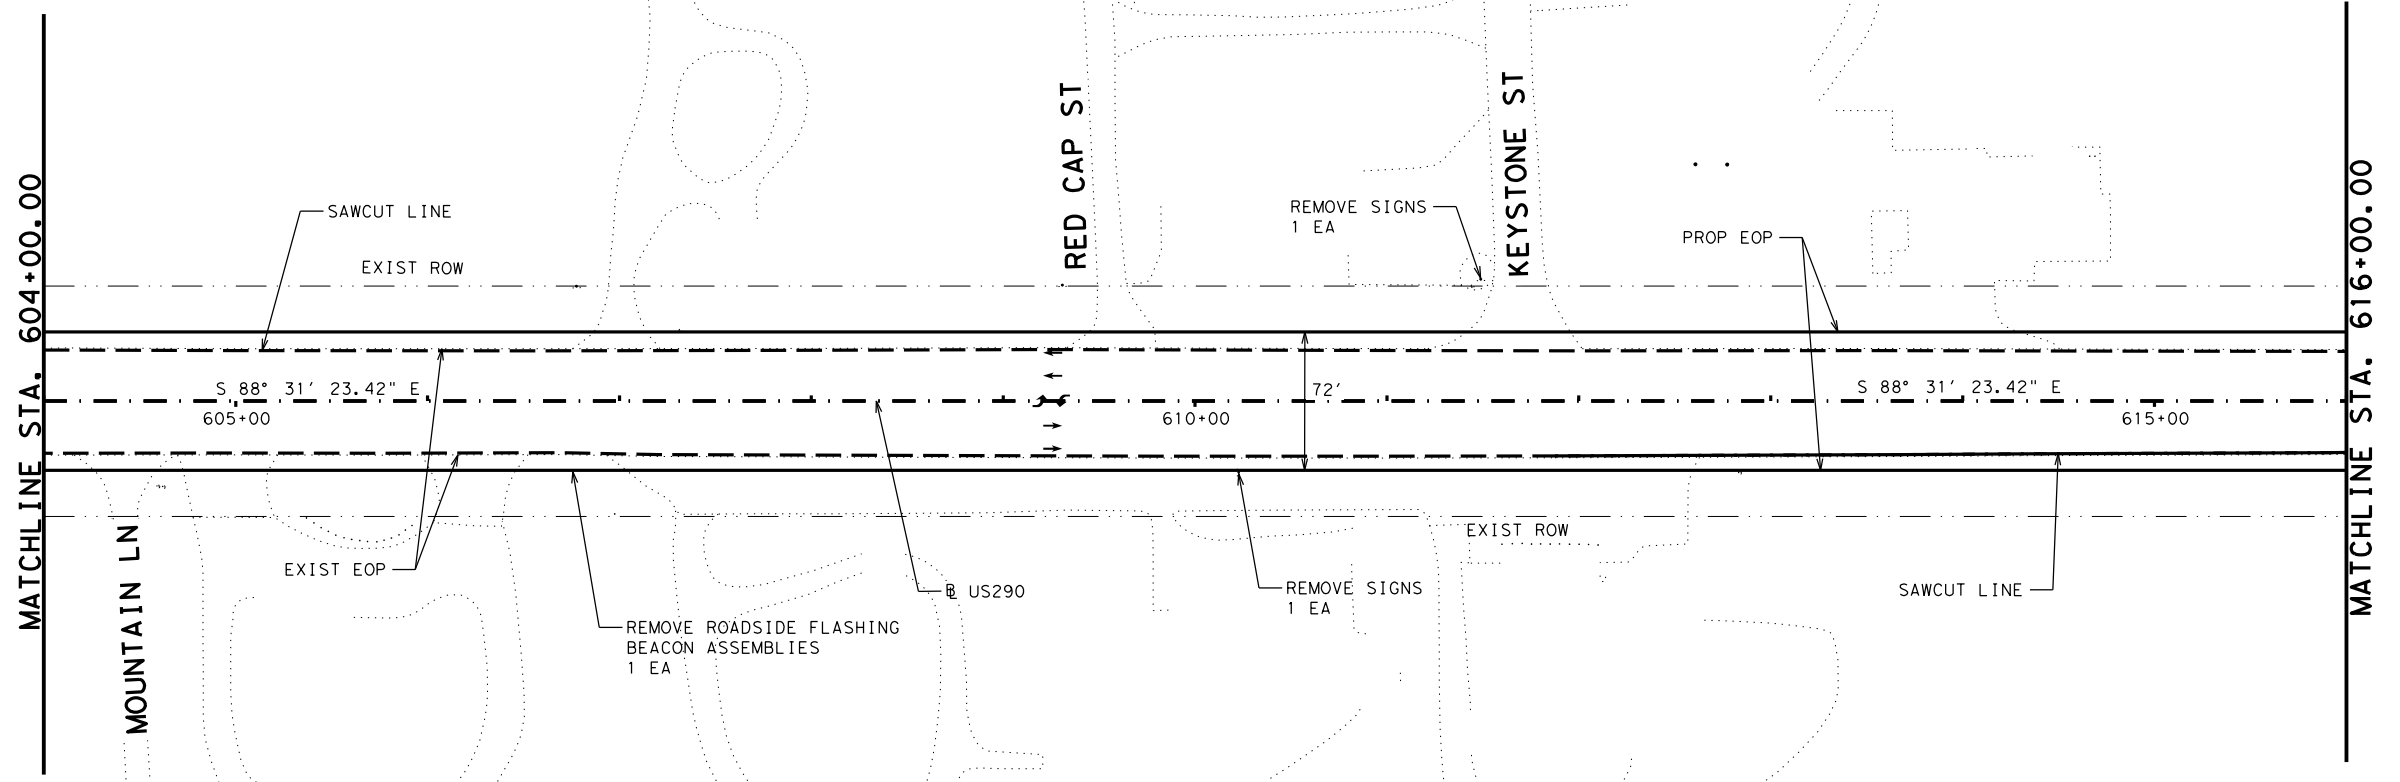 MATCHLINE STA. 604+00.00
SAWCUT LINE
EXIST ROW
RED CAP ST
REMOVE SIGNS
1 EA
KEYSTONE ST
PROP EOP
MATCHLINE STA. 616+00.00
S 88° 31' 23.42" E
605+00
610+00
72'
S 88° 31' 23.42" E
615+00
MOUNTAIN LN
EXIST EOP
REMOVE ROADSIDE FLASHING
BEACON ASSEMBLIES
1 EA
℄ US290
REMOVE SIGNS
1 EA
EXIST ROW
SAWCUT LINE